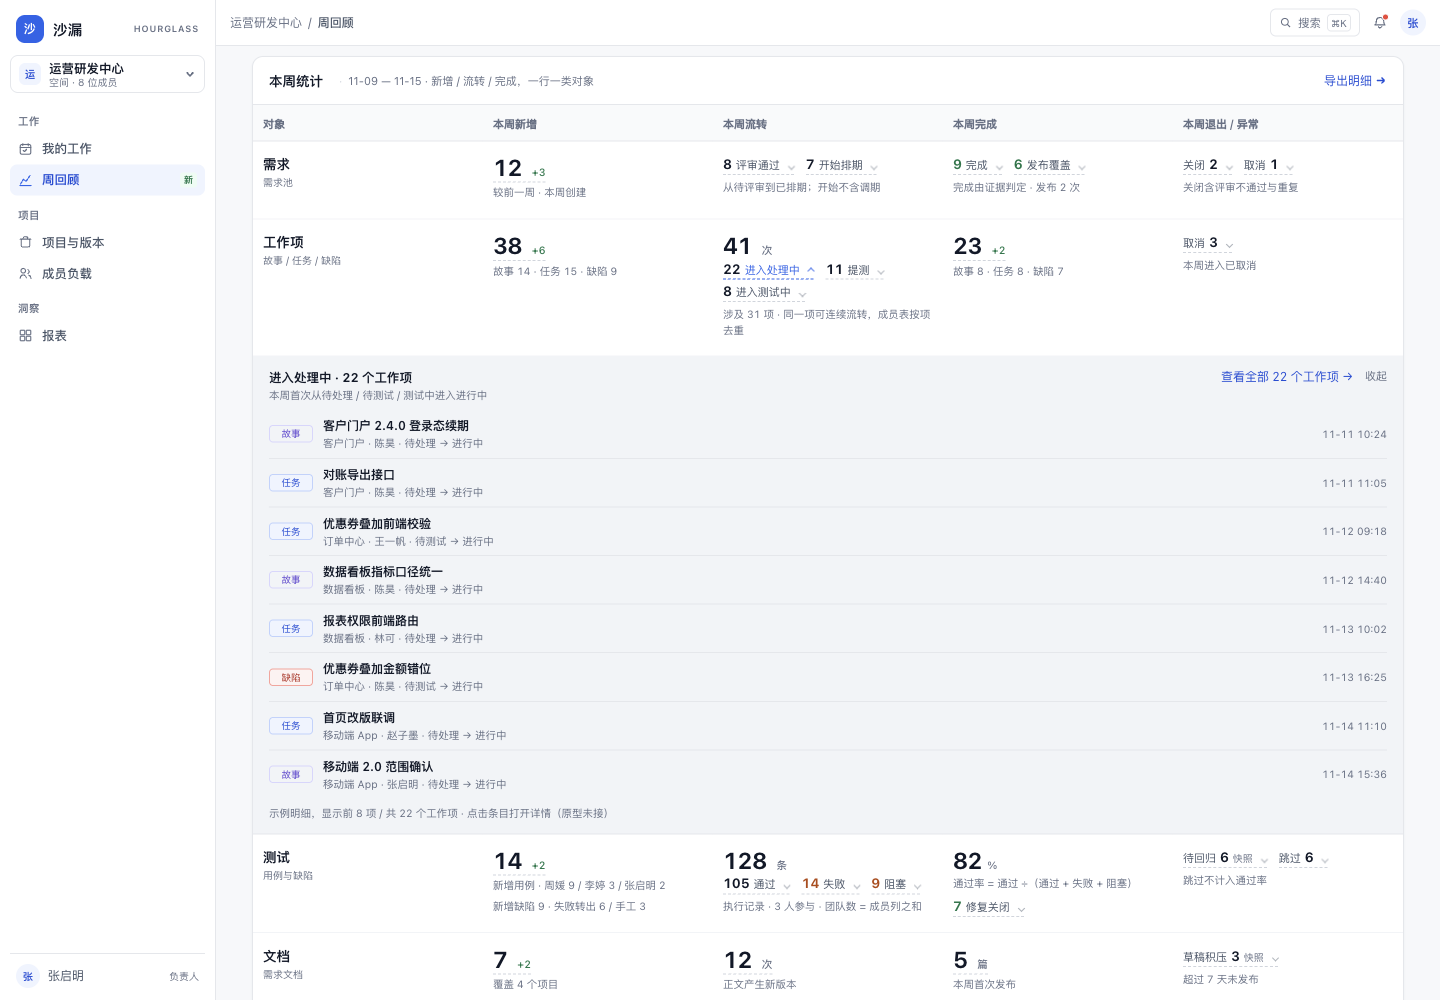 沙 沙漏 HOURGLASS
运 运营研发中心
空间 · 8 位成员
工作
我的工作
周回顾 新
项目
项目与版本
成员负载
洞察
报表
张 张启明 负责人
运营研发中心 / 周回顾
搜索 ⌘K 张
本周统计 · 11-09 — 11-15 · 新增 / 流转 / 完成，一行一类对象 导出明细 →
对象 本周新增 本周流转 本周完成 本周退出 / 异常
需求
需求池
12 +3
较前一周 · 本周创建
8 评审通过 7 开始排期
从待评审到已排期；开始不含调期
9 完成 6 发布覆盖
完成由证据判定 · 发布 2 次
关闭 2 取消 1
关闭含评审不通过与重复
工作项
故事 / 任务 / 缺陷
38 +6
故事 14 · 任务 15 · 缺陷 9
41 次
22 进入处理中 11 提测
8 进入测试中
涉及 31 项 · 同一项可连续流转，成员表按项
去重
23 +2
故事 8 · 任务 8 · 缺陷 7
取消 3
本周进入已取消
进入处理中 · 22 个工作项 查看全部 22 个工作项 → 收起
本周首次从待处理 / 待测试 / 测试中进入进行中
故事 客户门户 2.4.0 登录态续期 11-11 10:24
客户门户 · 陈昊 · 待处理 → 进行中
任务 对账导出接口 11-11 11:05
客户门户 · 陈昊 · 待处理 → 进行中
任务 优惠券叠加前端校验 11-12 09:18
订单中心 · 王一帆 · 待测试 → 进行中
故事 数据看板指标口径统一 11-12 14:40
数据看板 · 陈昊 · 待处理 → 进行中
任务 报表权限前端路由 11-13 10:02
数据看板 · 林可 · 待处理 → 进行中
缺陷 优惠券叠加金额错位 11-13 16:25
订单中心 · 陈昊 · 待测试 → 进行中
任务 首页改版联调 11-14 11:10
移动端 App · 赵子墨 · 待处理 → 进行中
故事 移动端 2.0 范围确认 11-14 15:36
移动端 App · 张启明 · 待处理 → 进行中
示例明细，显示前 8 项 / 共 22 个工作项 · 点击条目打开详情（原型未接）
测试
用例与缺陷
14 +2
新增用例 · 周媛 9 / 李婷 3 / 张启明 2
新增缺陷 9 · 失败转出 6 / 手工 3
128 条
105 通过 14 失败 9 阻塞
执行记录 · 3 人参与 · 团队数 = 成员列之和
82 %
通过率 = 通过 ÷（通过 + 失败 + 阻塞）
7 修复关闭
待回归 6 快照 跳过 6
跳过不计入通过率
文档
需求文档
7 +2
覆盖 4 个项目
12 次
正文产生新版本
5 篇
本周首次发布
草稿积压 3 快照
超过 7 天未发布